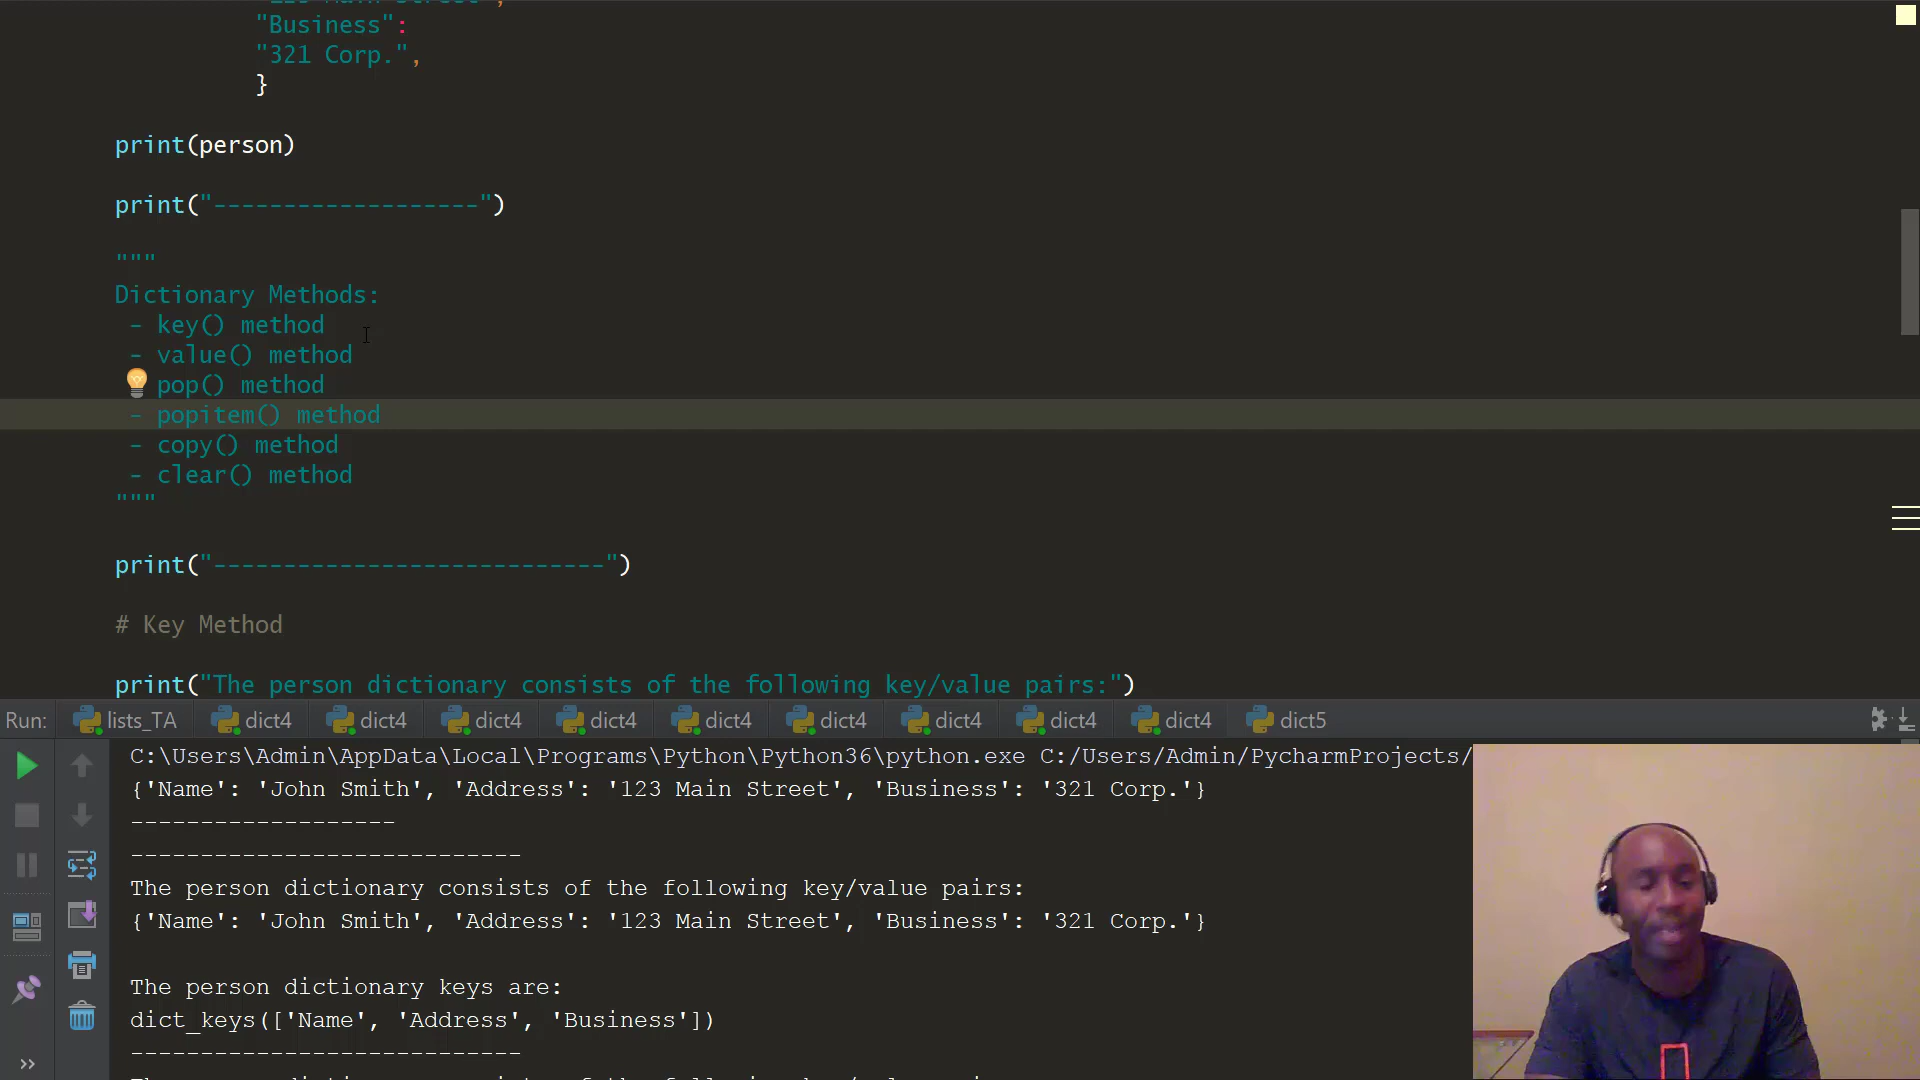 "123 Main Street",
"Business":
"321 Corp.",
}
print(person)
print("-------------------")
"""
Dictionary Methods:
- key() method
- value() method
pop() method
- popitem() method
- copy() method
- clear() method
"""
print("----------------------------")
# Key Method
print("The person dictionary consists of the following key/value pairs:")
Run: lists_TA dict4 dict4 dict4 dict4 dict4 dict4 dict4 dict4 dict4 dict5
C:\Users\Admin\AppData\Local\Programs\Python\Python36\python.exe C:/Users/Admin/PycharmProjects/
{'Name': 'John Smith', 'Address': '123 Main Street', 'Business': '321 Corp.'}
-------------------
----------------------------
The person dictionary consists of the following key/value pairs:
{'Name': 'John Smith', 'Address': '123 Main Street', 'Business': '321 Corp.'}
The person dictionary keys are:
dict_keys(['Name', 'Address', 'Business'])
----------------------------